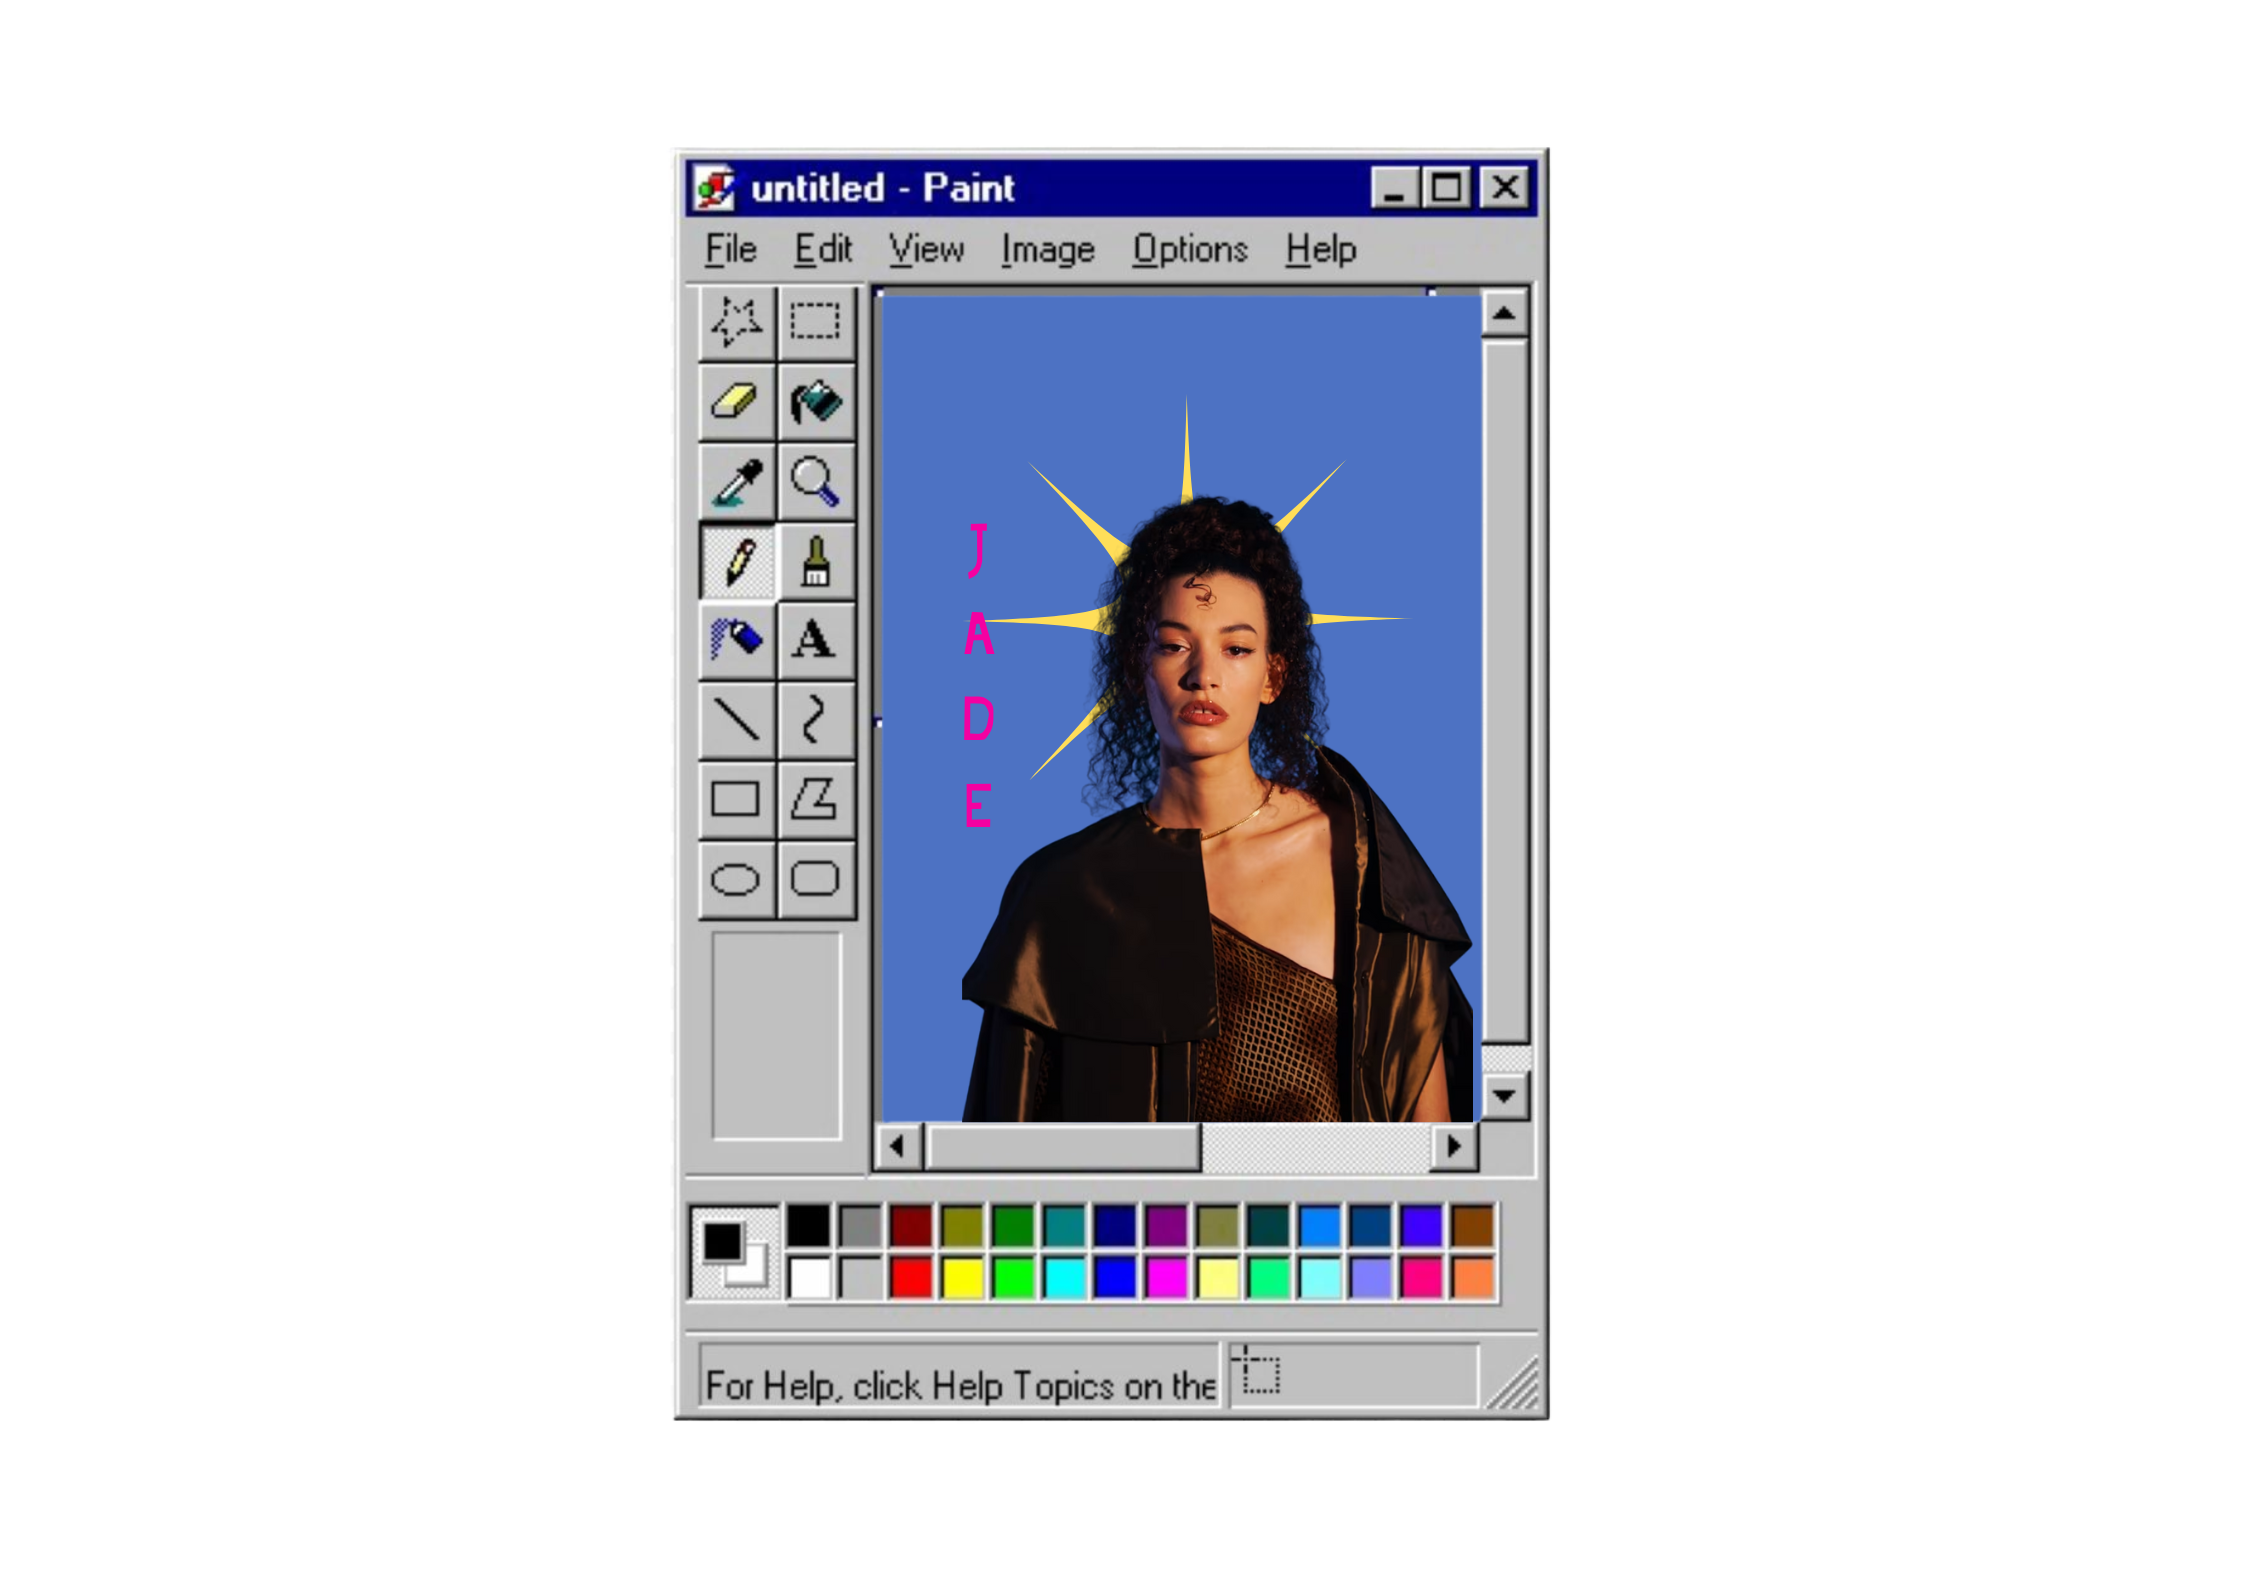 untitled - Paint
File Edit View Image Options Help
A
J
A
D
E
For Help, click Help Topics on the